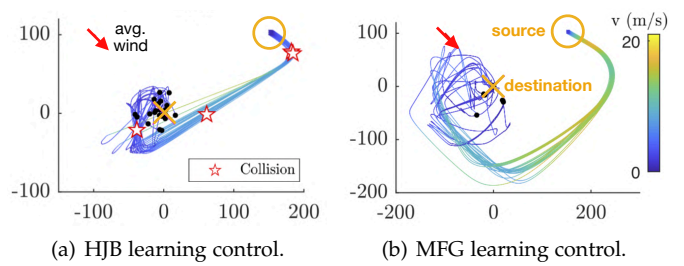 avg.
wind
100
0
-100
-100
0
100
200
Collision
(a) HJB learning control.
v (m/s)
20
0
source
destination
100
0
-100
-200
-200
0
200
(b) MFG learning control.